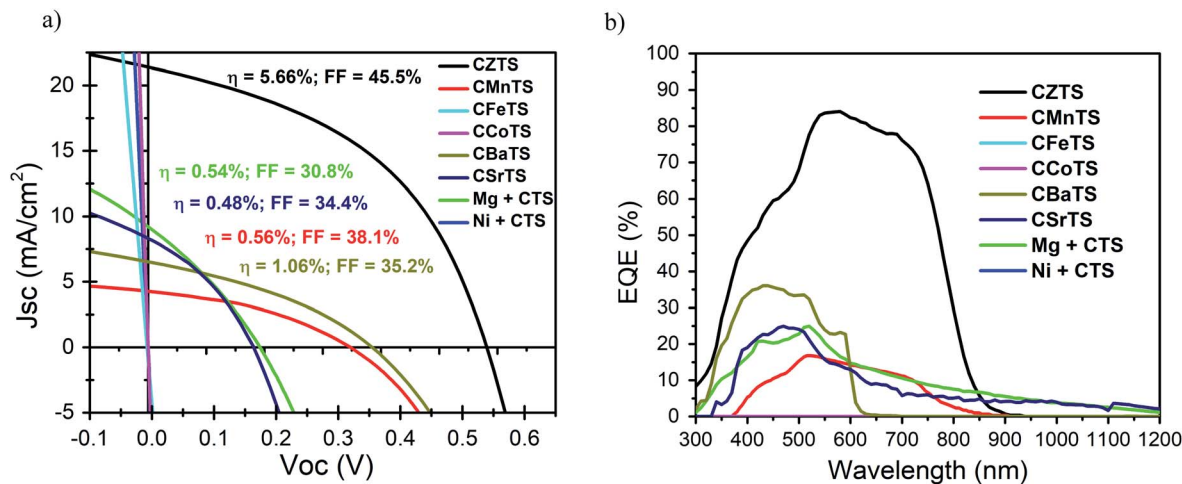 a)
η = 5.66%; FF = 45.5%
η = 0.54%; FF = 30.8%
η = 0.48%; FF = 34.4%
η = 0.56%; FF = 38.1%
η = 1.06%; FF = 35.2%
CZTS
CMnTS
CFeTS
CCoTS
CBaTS
CSrTS
Mg + CTS
Ni + CTS
Jsc (mA/cm²)
20
15
10
5
0
-5
-0.1
0.0
0.1
0.2
0.3
0.4
0.5
0.6
Voc (V)
b)
CZTS
CMnTS
CFeTS
CCoTS
CBaTS
CSrTS
Mg + CTS
Ni + CTS
EQE (%)
100
90
80
70
60
50
40
30
20
10
0
300
400
500
600
700
800
900
1000
1100
1200
Wavelength (nm)